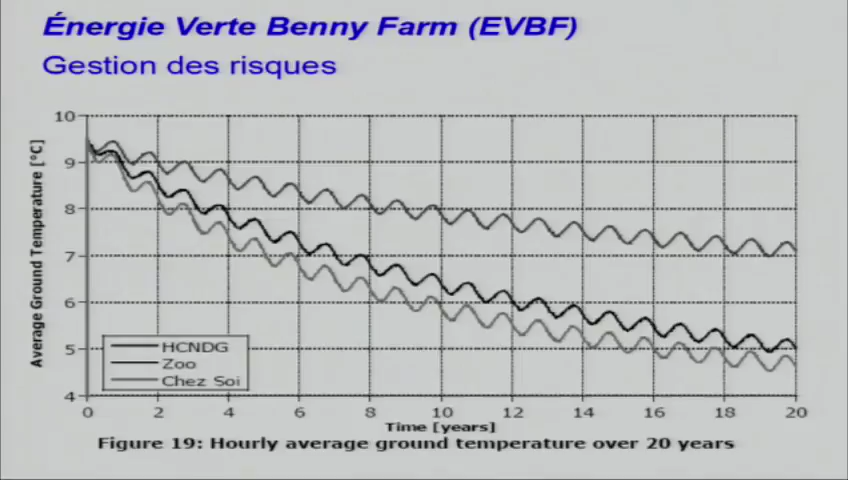 Énergie Verte Benny Farm (EVBF)
Gestion des risques
Average Ground Temperature [°C]
10
9
8
7
6
5
4
HCNDG
Zoo
Chez Soi
0 2 4 6 8 10 12 14 16 18 20
Time [years]
Figure 19: Hourly average ground temperature over 20 years